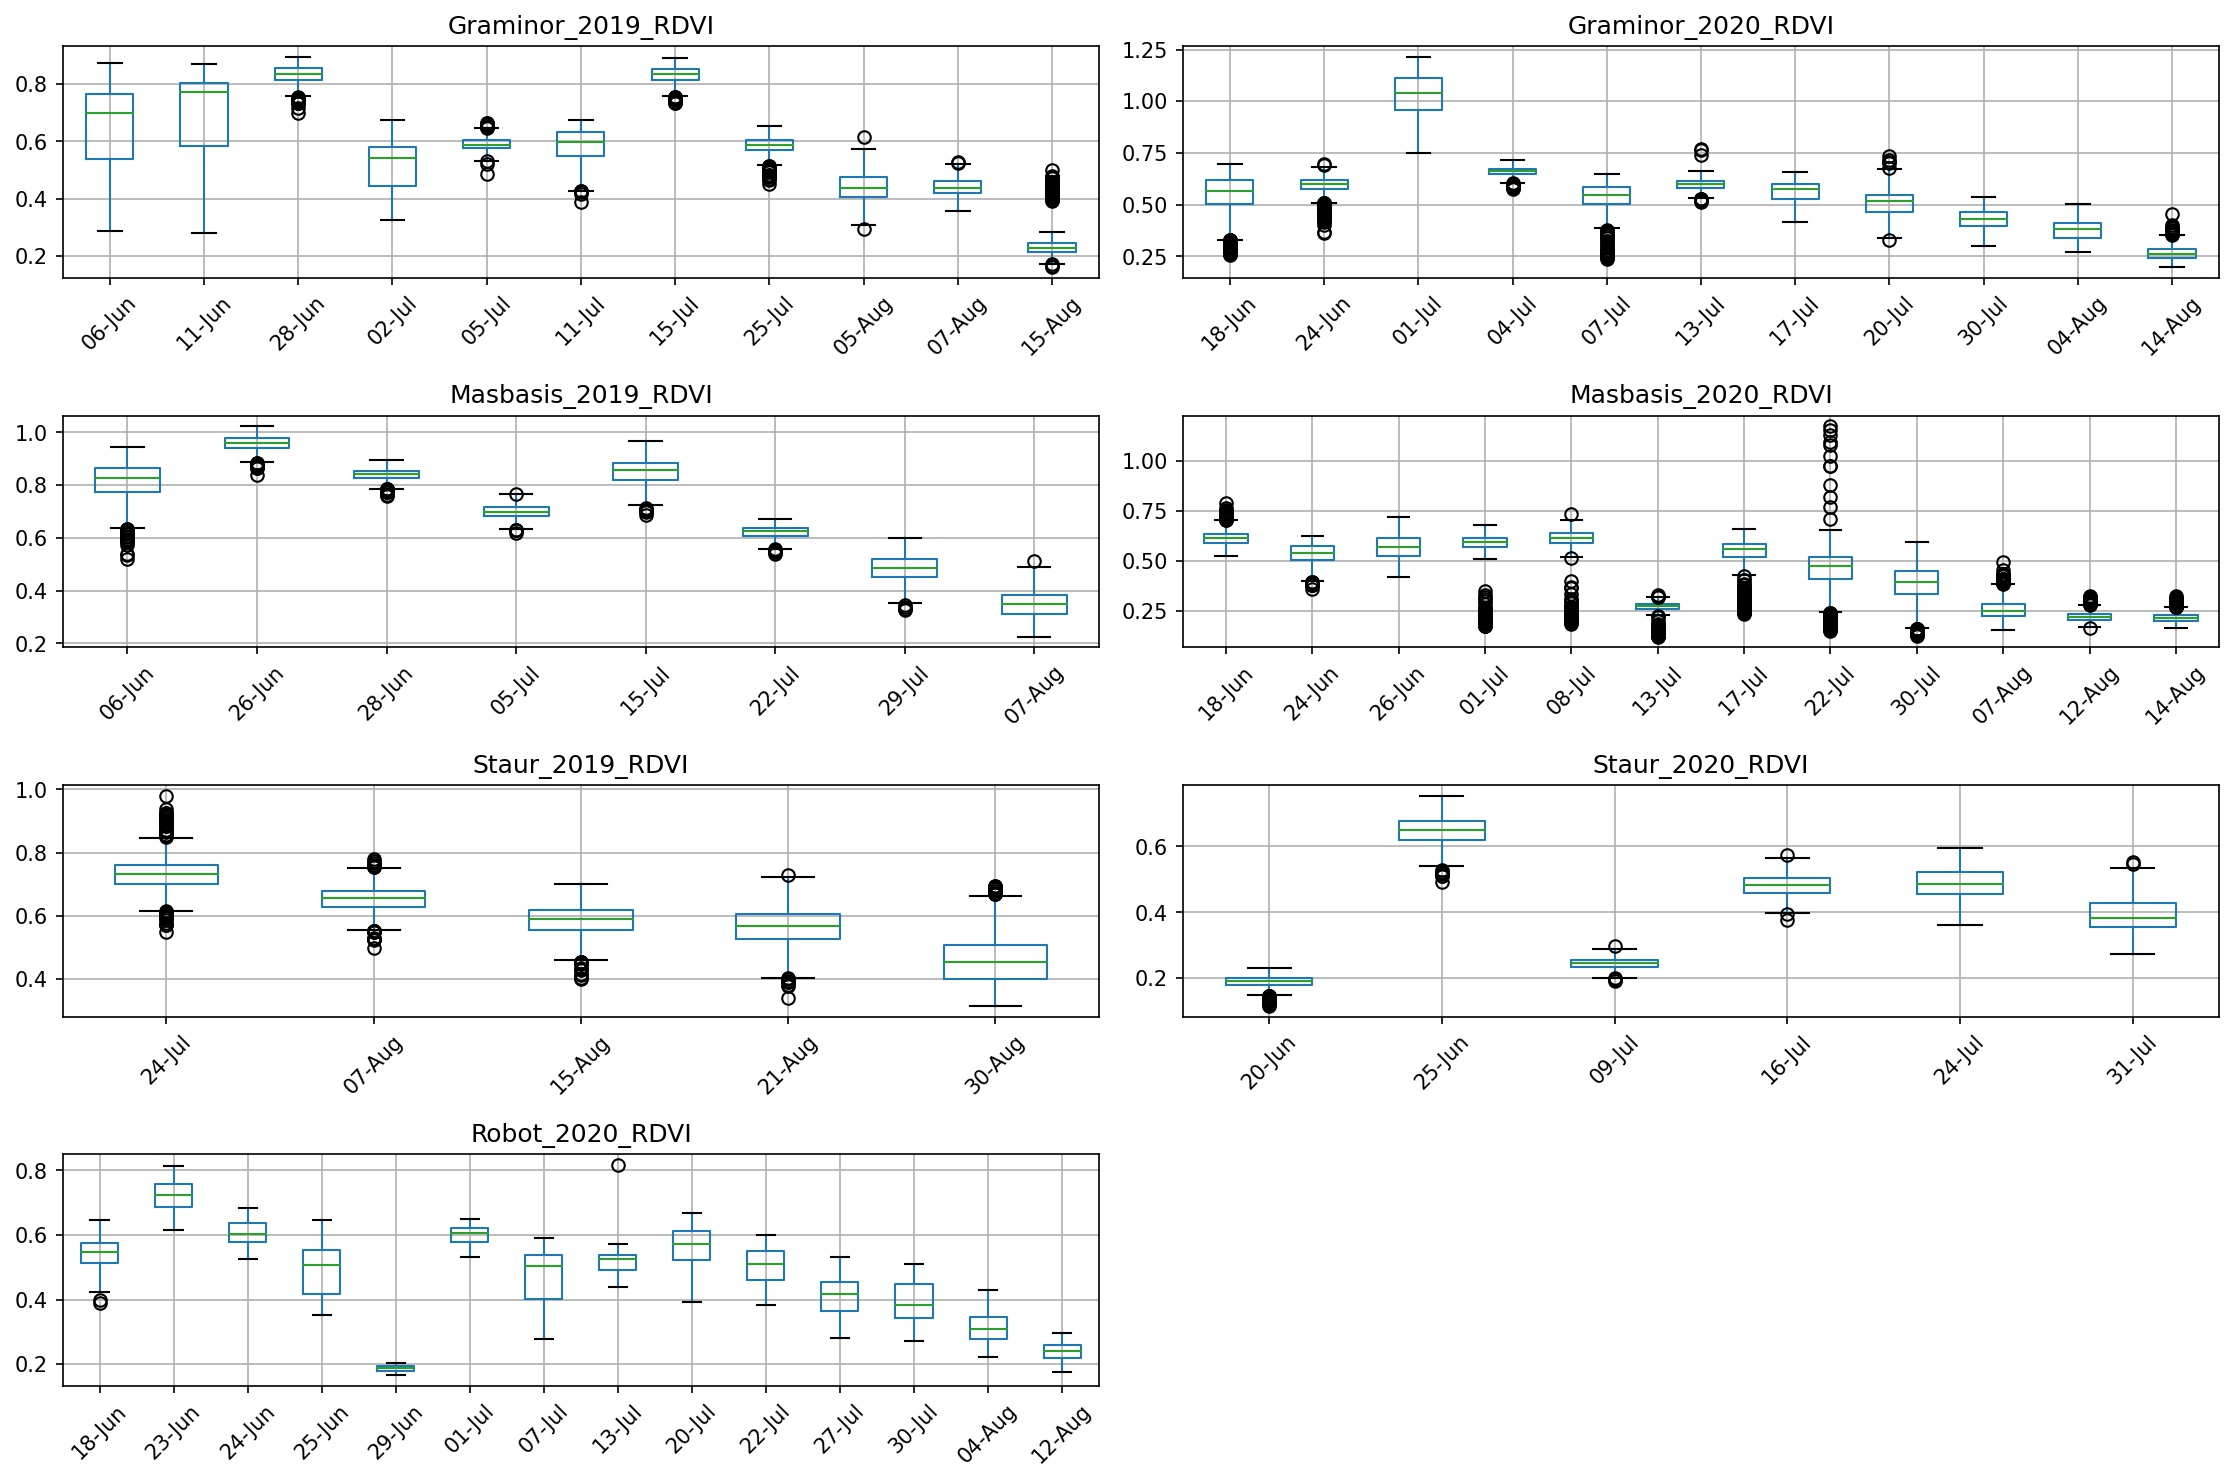 Graminor_2019_RDVI
0.8
0.6
0.4
0.2
06-Jun 11-Jun 28-Jun 02-Jul 05-Jul 11-Jul 15-Jul 25-Jul 05-Aug 07-Aug 15-Aug
Graminor_2020_RDVI
1.25
1.00
0.75
0.50
0.25
18-Jun 24-Jun 01-Jul 04-Jul 07-Jul 13-Jul 17-Jul 20-Jul 30-Jul 04-Aug 14-Aug
Masbasis_2019_RDVI
1.0
0.8
0.6
0.4
0.2
06-Jun 26-Jun 28-Jun 05-Jul 15-Jul 22-Jul 29-Jul 07-Aug
Masbasis_2020_RDVI
1.00
0.75
0.50
0.25
18-Jun 24-Jun 26-Jun 01-Jul 08-Jul 13-Jul 17-Jul 22-Jul 30-Jul 07-Aug 12-Aug 14-Aug
Staur_2019_RDVI
1.0
0.8
0.6
0.4
24-Jul 07-Aug 15-Aug 21-Aug 30-Aug
Staur_2020_RDVI
0.6
0.4
0.2
20-Jun 25-Jun 09-Jul 16-Jul 24-Jul 31-Jul
Robot_2020_RDVI
0.8
0.6
0.4
0.2
18-Jun 23-Jun 24-Jun 25-Jun 29-Jun 01-Jul 07-Jul 13-Jul 20-Jul 22-Jul 27-Jul 30-Jul 04-Aug 12-Aug